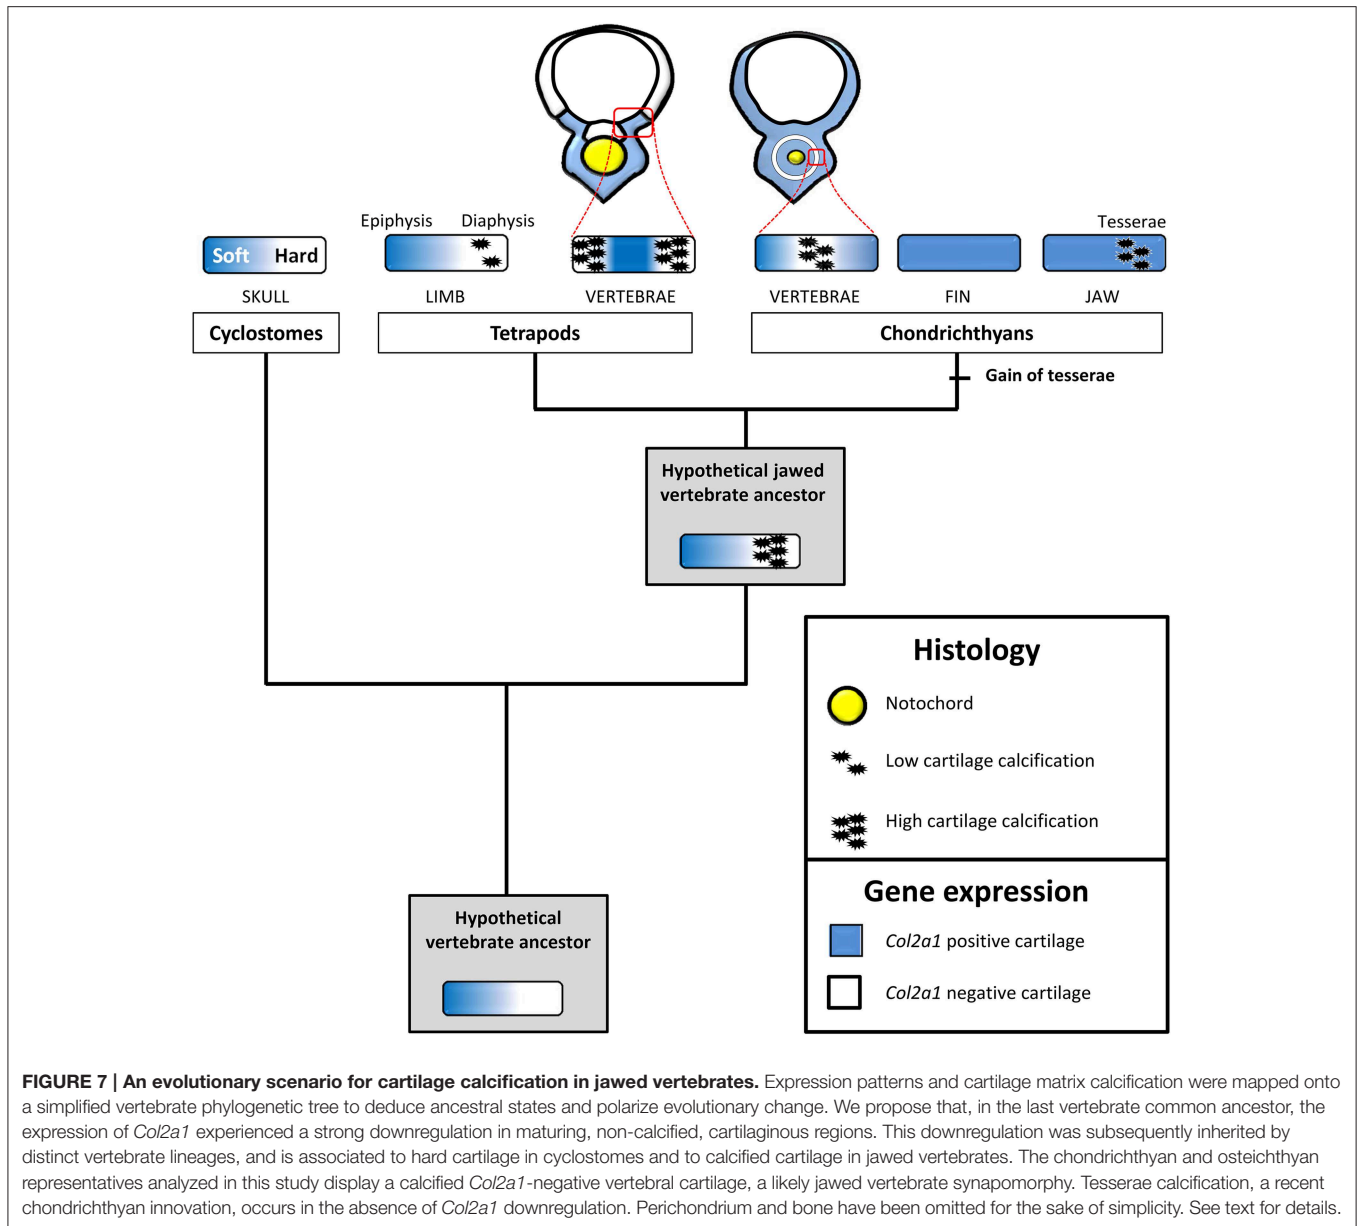 Epiphysis Diaphysis
Tesserae
Soft Hard
SKULL LIMB VERTEBRAE VERTEBRAE FIN JAW
Cyclostomes Tetrapods Chondrichthyans
Gain of tesserae
Hypothetical jawed
vertebrate ancestor
Histology
Notochord
Low cartilage calcification
High cartilage calcification
Gene expression
Col2a1 positive cartilage
Col2a1 negative cartilage
Hypothetical
vertebrate ancestor
FIGURE 7 | An evolutionary scenario for cartilage calcification in jawed vertebrates. Expression patterns and cartilage matrix calcification were mapped onto
a simplified vertebrate phylogenetic tree to deduce ancestral states and polarize evolutionary change. We propose that, in the last vertebrate common ancestor, the
expression of Col2a1 experienced a strong downregulation in maturing, non-calcified, cartilaginous regions. This downregulation was subsequently inherited by
distinct vertebrate lineages, and is associated to hard cartilage in cyclostomes and to calcified cartilage in jawed vertebrates. The chondrichthyan and osteichthyan
representatives analyzed in this study display a calcified Col2a1-negative vertebral cartilage, a likely jawed vertebrate synapomorphy. Tesserae calcification, a recent
chondrichthyan innovation, occurs in the absence of Col2a1 downregulation. Perichondrium and bone have been omitted for the sake of simplicity. See text for details.